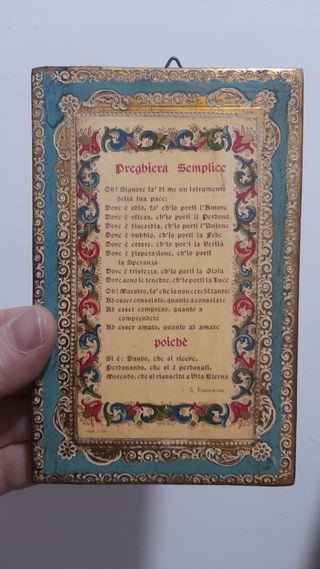 Preghiera Semplice
Oh! Signore fa' di me un istrumento
della tua pace:
Dove è odio, fa' ch'io porti l'Amore
Dove è offesa, ch'io porti il Perdono
Dove è discordia, ch'io porti l'Unione
Dove è dubbio, ch'io porti la Fede
Dove è errore, ch'io porti la Verità
Dove è disperazione, ch'io porti
la Speranza
Dove è tristezza, ch'io porti la Gioia
Dove sono le tenebre, ch'io porti la Luce
Oh! Maestro, fa' che io non cerchi tanto:
Ad esser consolato, quanto a consolare
Ad esser compreso, quanto a
comprendere
Ad esser amato, quanto ad amare
poichè
Si è: Dando, che si riceve,
Perdonando, che si è perdonati,
Morendo, che si risuscita a Vita Eterna